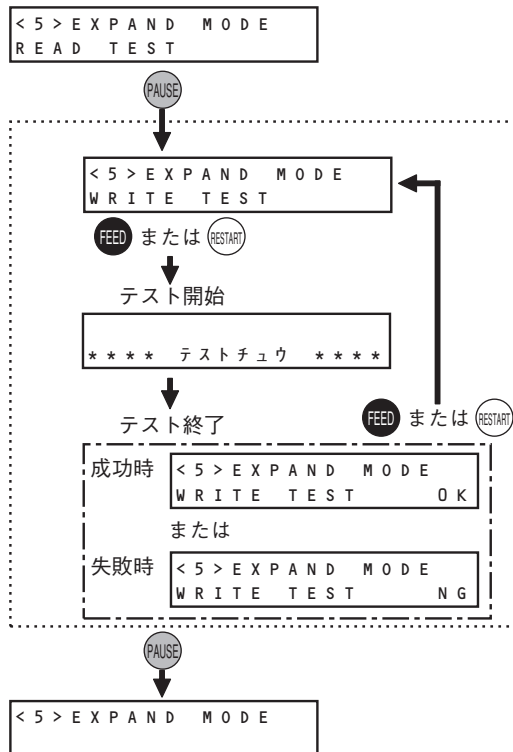 <5>EXPAND MODE
READ TEST
PAUSE
<5>EXPAND MODE
WRITE TEST
FEED または RESTART
テスト開始
**** テストチュウ ****
テスト終了
FEED または RESTART
成功時
<5>EXPAND MODE
WRITE TEST OK
または
失敗時
<5>EXPAND MODE
WRITE TEST NG
PAUSE
<5>EXPAND MODE